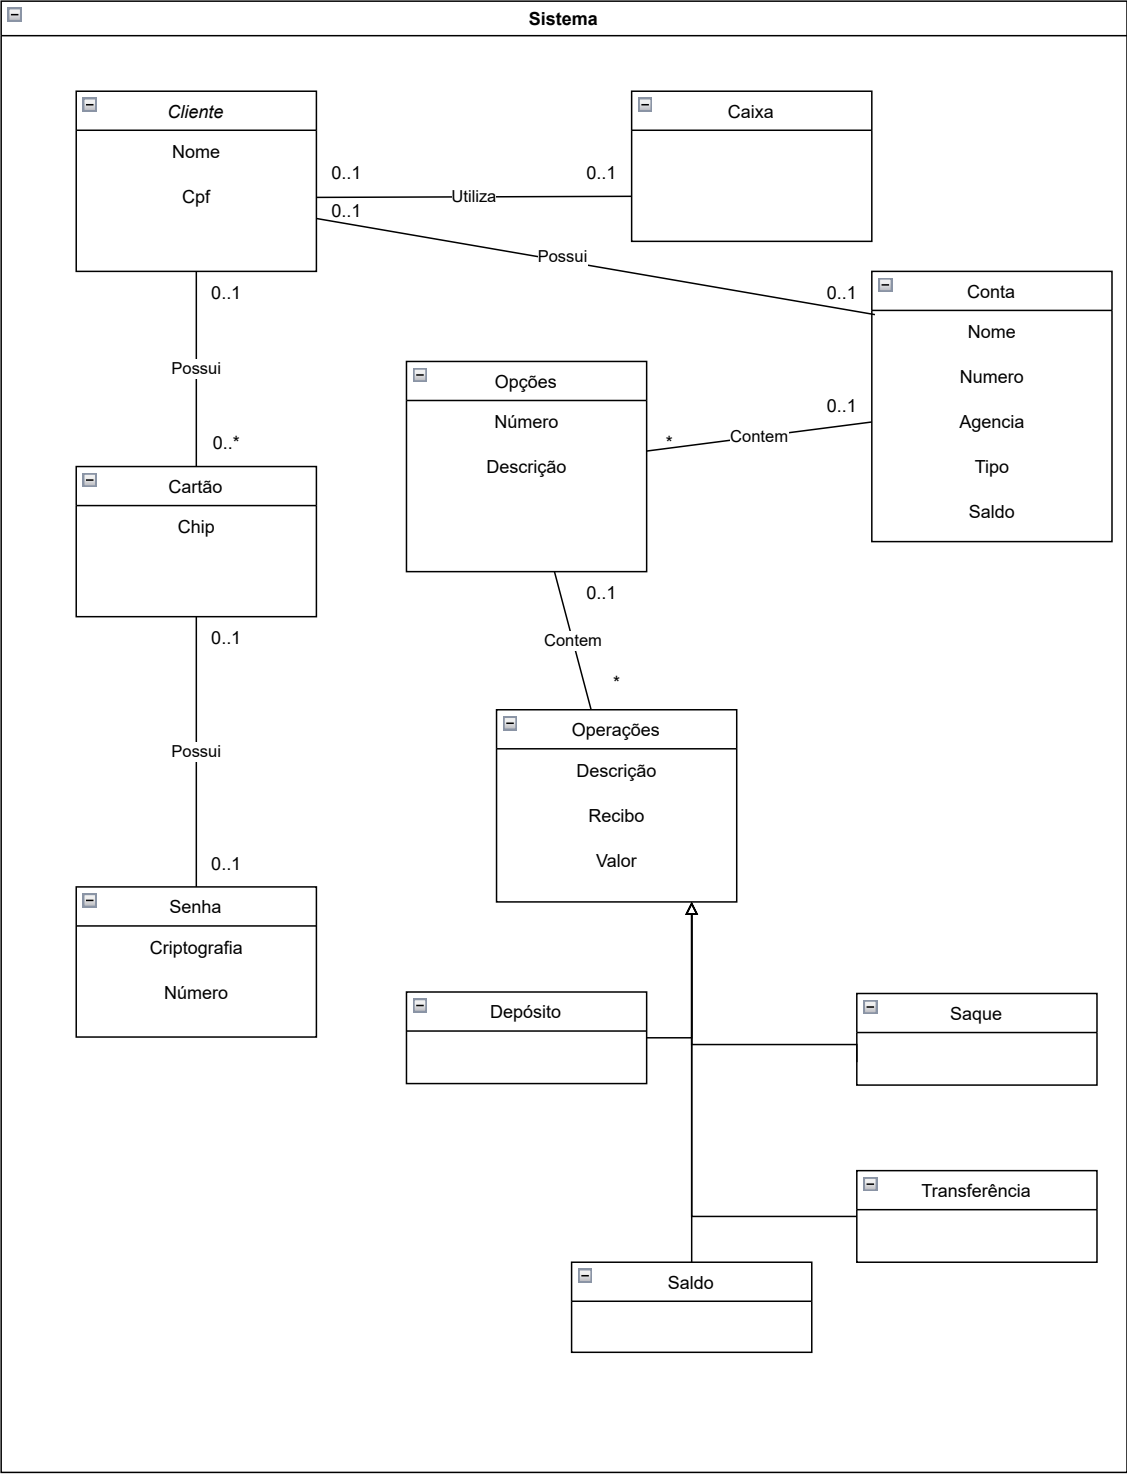 Sistema
Cliente
Nome
Cpf
Caixa
0..1
0..1
Utiliza
0..1
Possui
0..1
Conta
Nome
Numero
Agencia
Tipo
Saldo
0..1
Possui
0..*
Opções
Número
Descrição
*
Contem
0..1
Cartão
Chip
0..1
Contem
*
0..1
Possui
0..1
Operações
Descrição
Recibo
Valor
Senha
Criptografia
Número
Depósito
Saque
Transferência
Saldo